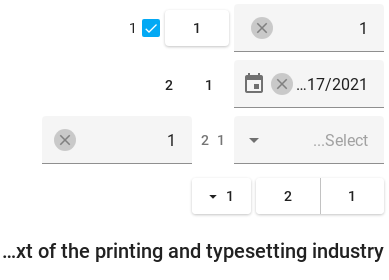 1 1 1
2 1 …17/2021
1 2 1 …Select
1 2 1
…xt of the printing and typesetting industry